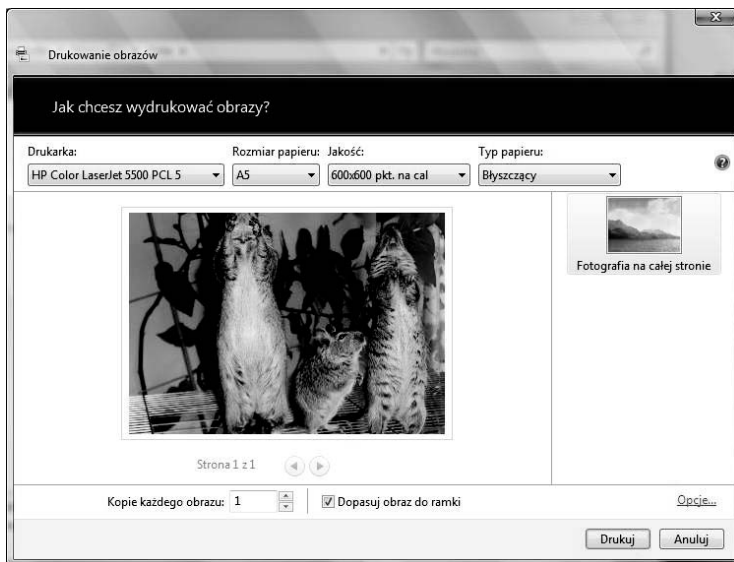 Drukowanie obrazów
Jak chcesz wydrukować obrazy?
Drukarka: Rozmiar papieru: Jakość: Typ papieru:
HP Color LaserJet 5500 PCL 5 A5 600x600 pkt. na cal Błyszczący
Fotografia na całej stronie
Strona 1 z 1
Kopie każdego obrazu: 1 Dopasuj obraz do ramki Opcje...
Drukuj Anuluj